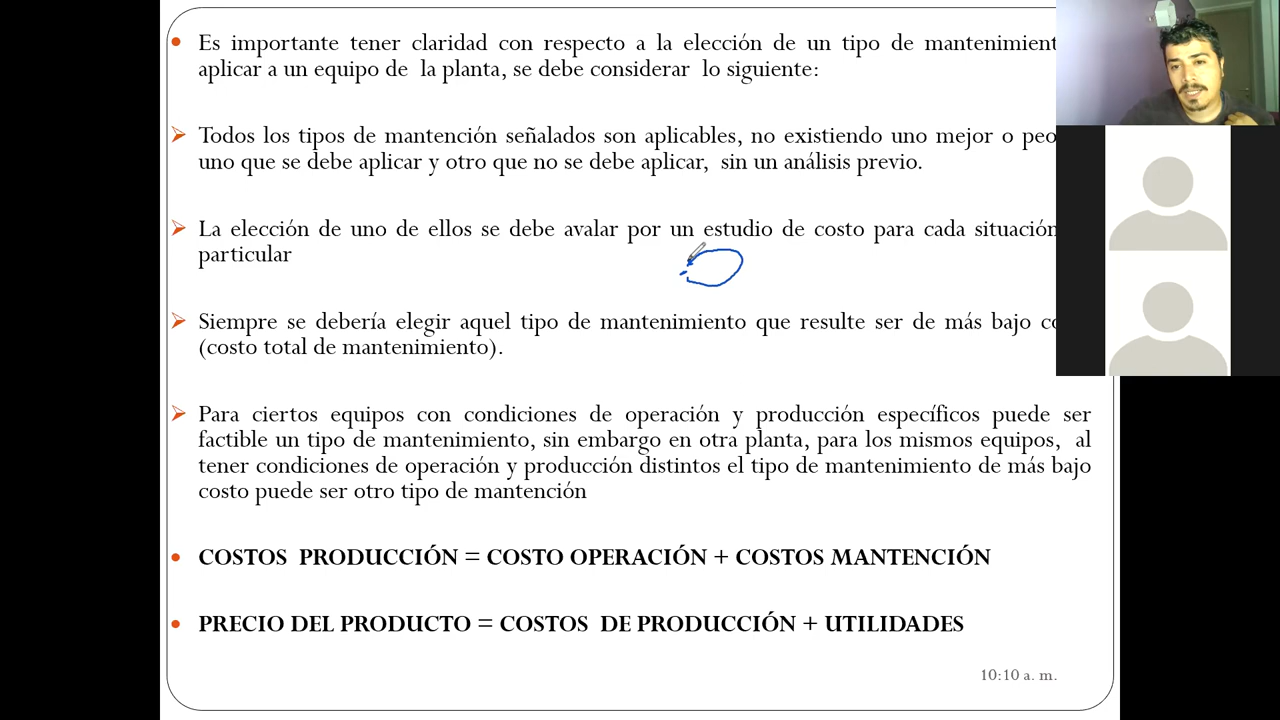 Es importante tener claridad con respecto a la elección de un tipo de
aplicar a un equipo de la planta, se debe considerar lo siguiente:
Todos los tipos de mantención señalados son aplicables, no existiendo uno mejor o
uno que se debe aplicar y otro que no se debe aplicar, sin un análisis previo.
La elección de uno de ellos se debe avalar por un estudio de costo para cada situación
particular
Siempre se debería elegir aquel tipo de mantenimiento que resulte ser de más bajo
(costo total de mantenimiento).
Para ciertos equipos con condiciones de operación y producción específicos puede ser
factible un tipo de mantenimiento, sin embargo en otra planta, para los mismos equipos, al
tener condiciones de operación y producción distintos el tipo de mantenimiento de más bajo
costo puede ser otro tipo de mantención
COSTOS PRODUCCIÓN = COSTO OPERACIÓN + COSTOS MANTENCIÓN
PRECIO DEL PRODUCTO = COSTOS DE PRODUCCIÓN + UTILIDADES
10:10 a. m.